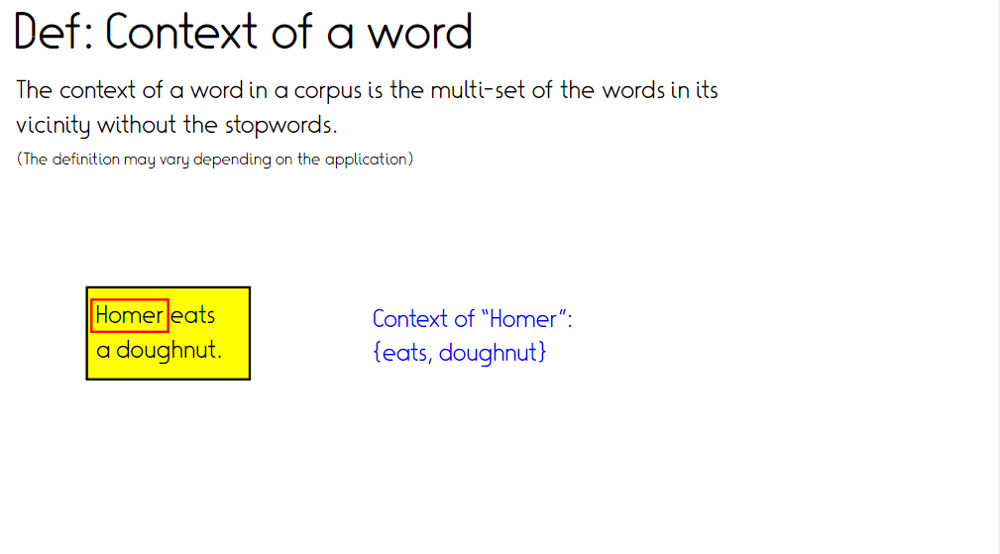 Def: Context of a word
The context of a word in a corpus is the multi-set of the words in its
vicinity without the stopwords.
(The definition may vary depending on the application)
Homer eats
a doughnut.
Context of “Homer”:
{eats, doughnut}